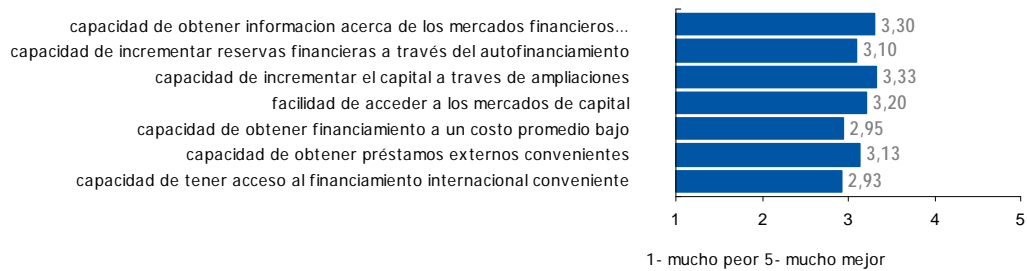 capacidad de obtener informacion acerca de los mercados financieros... 3,30
capacidad de incrementar reservas financieras a través del autofinanciamiento 3,10
capacidad de incrementar el capital a traves de ampliaciones 3,33
facilidad de acceder a los mercados de capital 3,20
capacidad de obtener financiamiento a un costo promedio bajo 2,95
capacidad de obtener préstamos externos convenientes 3,13
capacidad de tener acceso al financiamiento internacional conveniente 2,93
1 2 3 4 5
1- mucho peor 5- mucho mejor